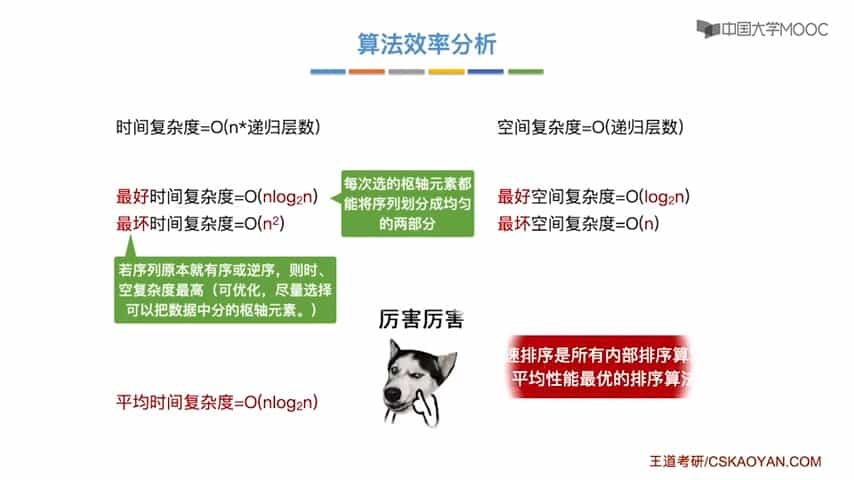 算法效率分析
中国大学MOOC
时间复杂度=O(n*递归层数)
空间复杂度=O(递归层数)
最好时间复杂度=O(nlog₂n)
最坏时间复杂度=O(n²)
每次选的枢轴元素都
能将序列划分成均匀
的两部分
最好空间复杂度=O(log₂n)
最坏空间复杂度=O(n)
若序列原本就有序或逆序，则时、
空复杂度最高（可优化，尽量选择
可以把数据中分的枢轴元素。）
厉害厉害
速排序是所有内部排序算
平均性能最优的排序算法
平均时间复杂度=O(nlog₂n)
王道考研/CSKAOYAN.COM